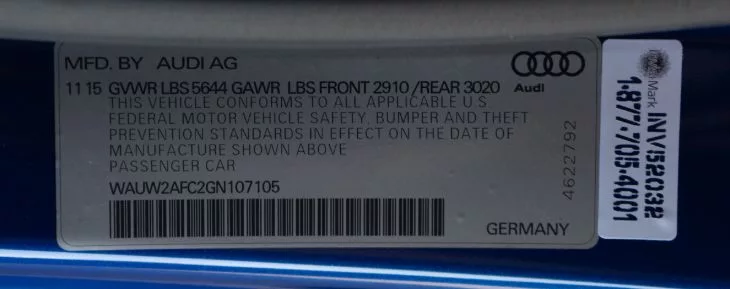 MFD. BY AUDI AG
Audi
11 15 GVWR LBS 5644 GAWR LBS FRONT 2910 /REAR 3020
THIS VEHICLE CONFORMS TO ALL APPLICABLE U.S.
FEDERAL MOTOR VEHICLE SAFETY, BUMPER AND THEFT
PREVENTION STANDARDS IN EFFECT ON THE DATE OF
MANUFACTURE SHOWN ABOVE
PASSENGER CAR
WAUW2AFC2GN107105
GERMANY
4622792
Mark INV52032
1-877-705-4001